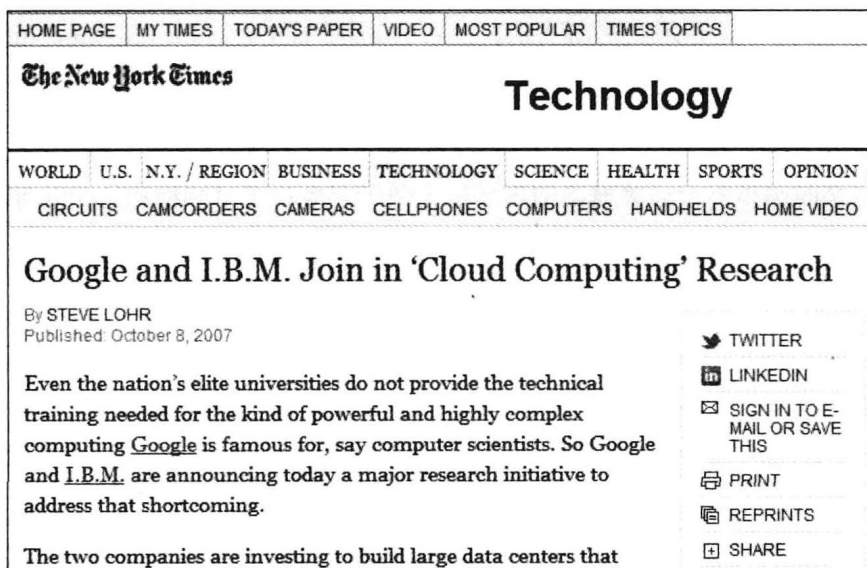 HOME PAGE MY TIMES TODAY'S PAPER VIDEO MOST POPULAR TIMES TOPICS
The New York Times
Technology
WORLD U.S. N.Y. / REGION BUSINESS TECHNOLOGY SCIENCE HEALTH SPORTS OPINION
CIRCUITS CAMCORDERS CAMERAS CELLPHONES COMPUTERS HANDHELDS HOME VIDEO
Google and I.B.M. Join in ‘Cloud Computing’ Research
By STEVE LOHR
Published: October 8, 2007
Even the nation’s elite universities do not provide the technical
training needed for the kind of powerful and highly complex
computing Google is famous for, say computer scientists. So Google
and I.B.M. are announcing today a major research initiative to
address that shortcoming.
The two companies are investing to build large data centers that
TWITTER
LINKEDIN
SIGN IN TO E-
MAIL OR SAVE
THIS
PRINT
REPRINTS
SHARE